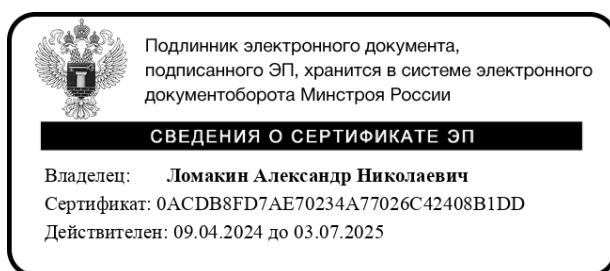 Подлинник электронного документа,
подписанного ЭП, хранится в системе электронного
документоборота Минстроя России
СВЕДЕНИЯ О СЕРТИФИКАТЕ ЭП
Владелец: Ломакин Александр Николаевич
Сертификат: 0ACDB8FD7AE70234A77026C42408B1DD
Действителен: 09.04.2024 до 03.07.2025